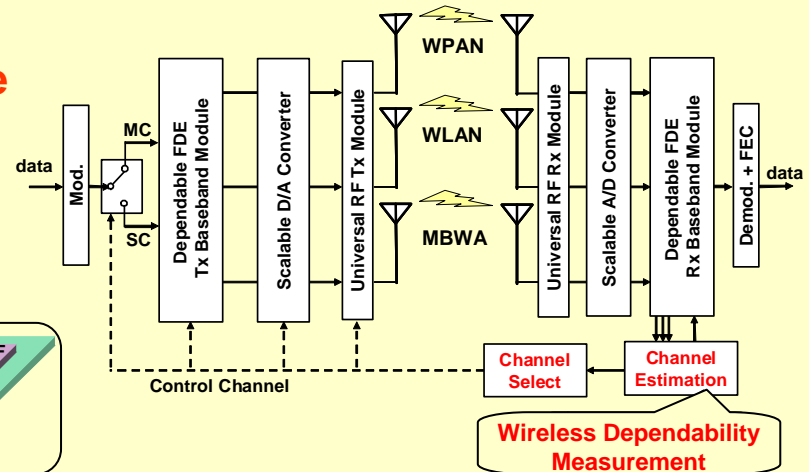 e
data
Mod.
MC
SC
Dependable FDE
Tx Baseband Module
Scalable D/A Converter
Universal RF Tx Module
WPAN
WLAN
MBWA
Universal RF Rx Module
Scalable A/D Converter
Dependable FDE
Rx Baseband Module
Demod. + FEC
data
F
Control Channel
Channel
Select
Channel
Estimation
Wireless Dependability
Measurement